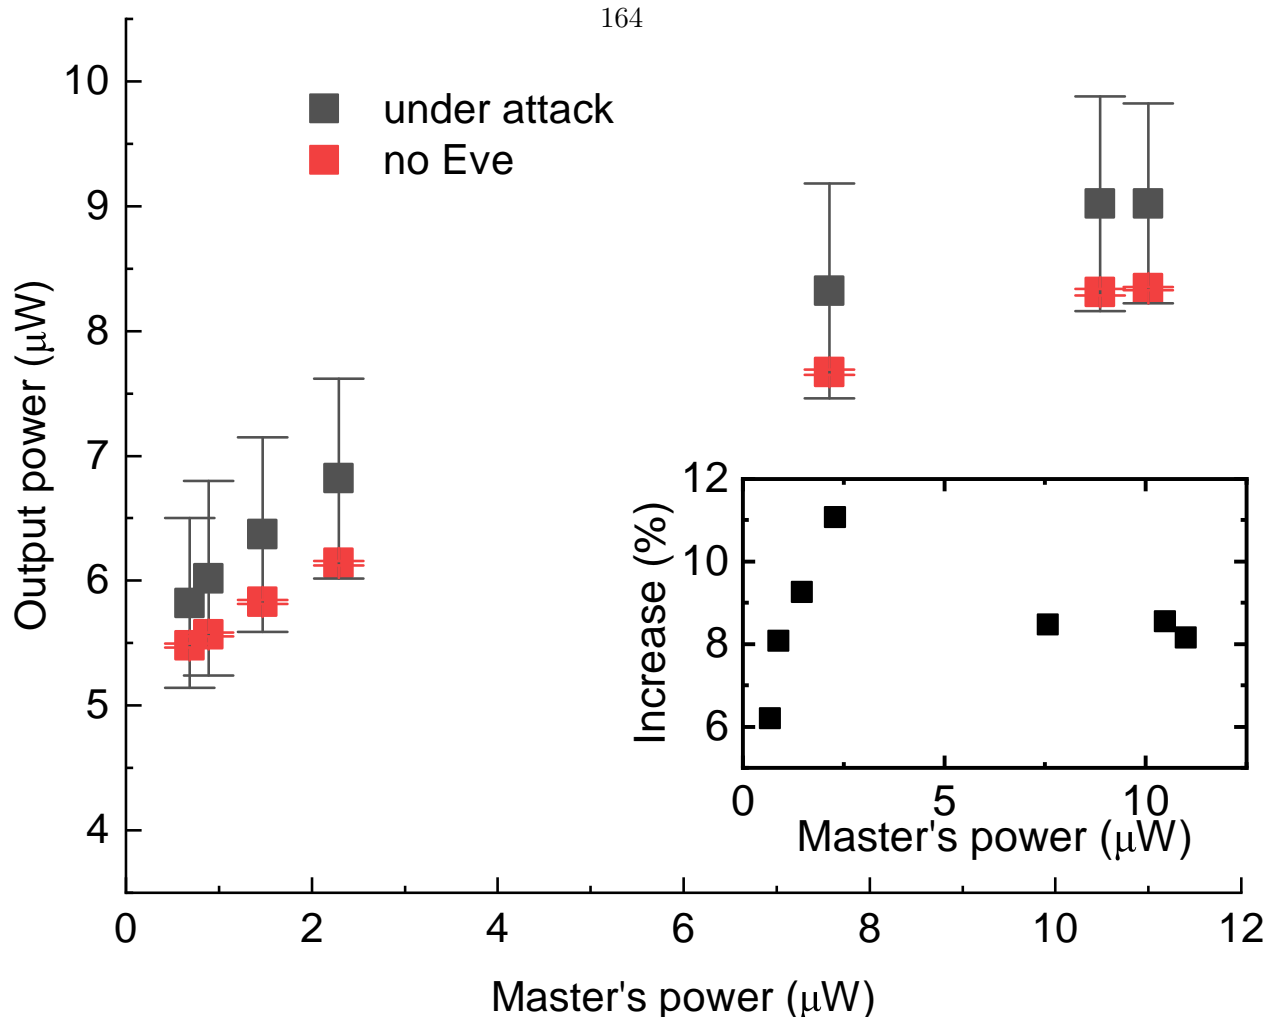 164
10
9
8
7
6
5
4
Output power (μW)
under attack
no Eve
0 2 4 6 8 10 12
Master's power (μW)
12
10
8
6
Increase (%)
0 5 10
Master's power (μW)